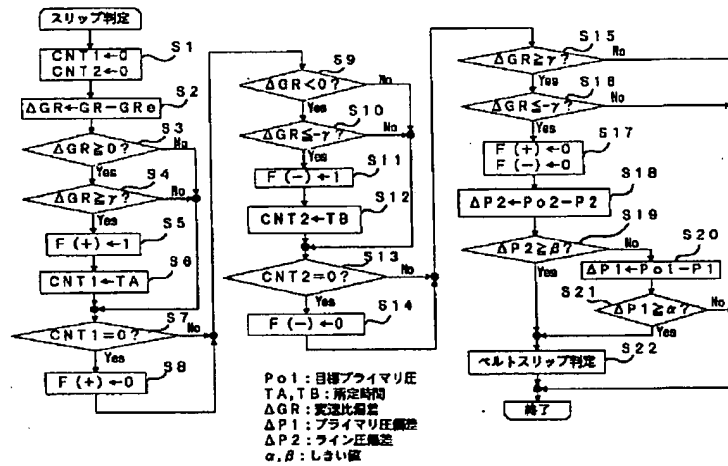 スリップ判定
S1
CNT1←0
CNT2←0
S2
ΔGR←GR−GRe
S3
ΔGR≧0?
No
Yes
S4
ΔGR≧γ?
No
Yes
S5
F(+)←1
S6
CNT1←TA
S7
CNT1=0?
No
Yes
S8
F(+)←0
S9
ΔGR<0?
No
Yes
S10
ΔGR≦−γ?
No
Yes
S11
F(−)←1
S12
CNT2←TB
S13
CNT2=0?
No
Yes
S14
F(−)←0
S15
ΔGR≧γ?
No
Yes
S16
ΔGR≦−γ?
No
Yes
S17
F(+)←0
F(−)←0
S18
ΔP2←Po2−P2
S19
ΔP2≧β?
No
Yes
S20
ΔP1←Po1−P1
S21
ΔP1≧α?
No
Yes
S22
ベルトスリップ判定
終了
Po1:目標プライマリ圧
TA,TB:所定時間
ΔGR:変速比偏差
ΔP1:プライマリ圧偏差
ΔP2:ライン圧偏差
α,β:しきい値